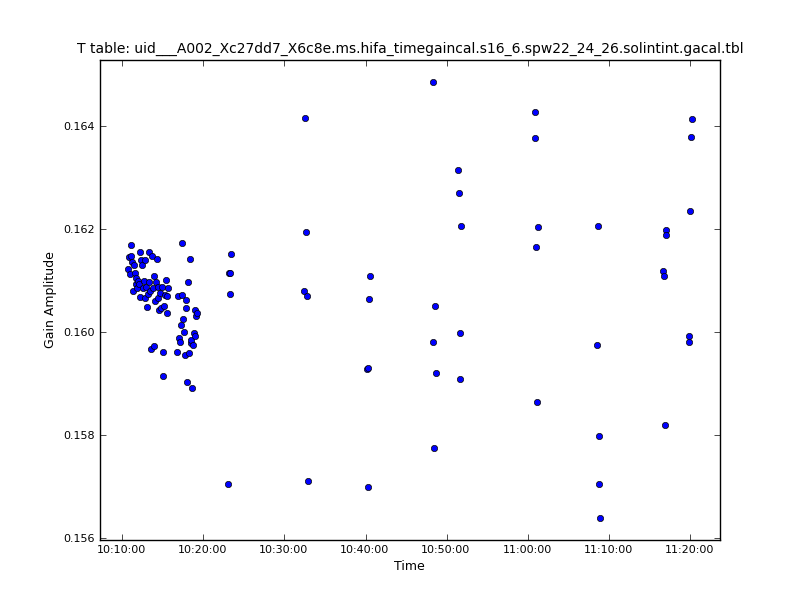 T table: uid___A002_Xc27dd7_X6c8e.ms.hifa_timegaincal.s16_6.spw22_24_26.solintint.gacal.tbl
Gain Amplitude
0.164
0.162
0.160
0.158
0.156
10:10:00 10:20:00 10:30:00 10:40:00 10:50:00 11:00:00 11:10:00 11:20:00
Time